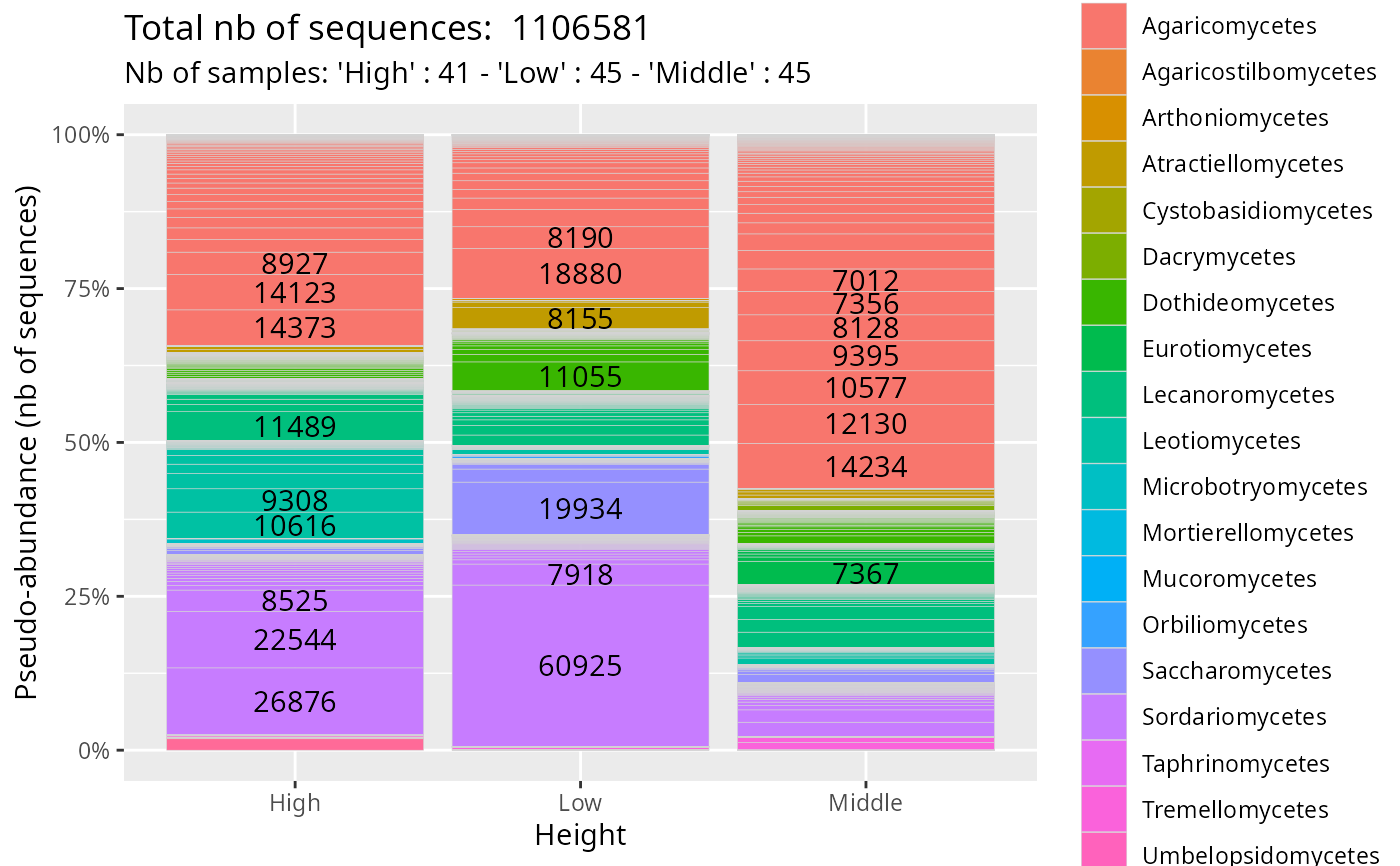 Total nb of sequences:  1106581
Nb of samples: 'High' : 41 - 'Low' : 45 - 'Middle' : 45
Pseudo-abundance (nb of sequences)
100%
75%
50%
25%
0%
8927
14123
14373
11489
9308
10616
8525
22544
26876
8190
18880
8155
11055
19934
7918
60925
7012
7356
8128
9395
10577
12130
14234
7367
High
Low
Middle
Height
Agaricomycetes
Agaricostilbomycetes
Arthoniomycetes
Atractiellomycetes
Cystobasidiomycetes
Dacrymycetes
Dothideomycetes
Eurotiomycetes
Lecanoromycetes
Leotiomycetes
Microbotryomycetes
Mortierellomycetes
Mucoromycetes
Orbiliomycetes
Saccharomycetes
Sordariomycetes
Taphrinomycetes
Tremellomycetes
Umbelopsidomycetes